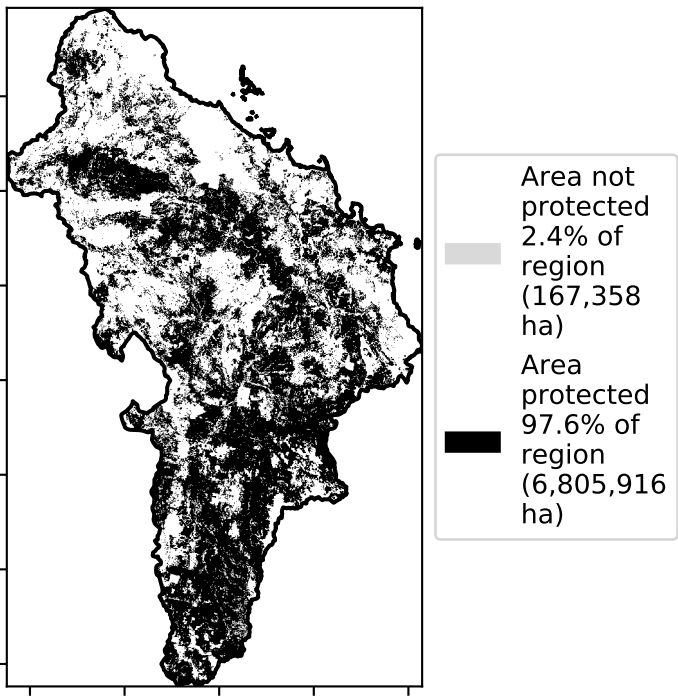 Area not
protected
2.4% of
region
(167,358
ha)
Area
protected
97.6% of
region
(6,805,916
ha)